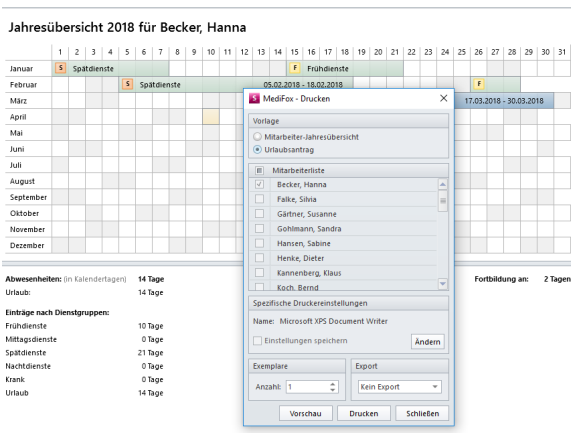 Jahresübersicht 2018 für Becker, Hanna
1 2 3 4 5 6 7 8 9 10 11 12 13 14 15 16 17 18 19 20 21 22 23 24 25 26 27 28 29 30 31
Januar S Spätdienste F Frühdienste
Februar S Spätdienste 05.02.2018 - 18.02.2018 F
März 17.03.2018 - 30.03.2018
April
Mai
Juni
Juli
August
September
Oktober
November
Dezember
S MediFox - Drucken
Vorlage
Mitarbeiter-Jahresübersicht
Urlaubsantrag
Mitarbeiterliste
Becker, Hanna
Falke, Silvia
Gärtner, Susanne
Gohlmann, Sandra
Hansen, Sabine
Henke, Dieter
Kannenberg, Klaus
Koch, Bernd
Spezifische Druckereinstellungen
Name: Microsoft XPS Document Writer
Einstellungen speichern Ändern
Exemplare Export
Anzahl: 1 Kein Export
Vorschau Drucken Schließen
Abwesenheiten: (in Kalendertagen) 14 Tage
Urlaub: 14 Tage
Einträge nach Dienstgruppen:
Frühdienste 10 Tage
Mittagsdienste 0 Tage
Spätdienste 21 Tage
Nachtdienste 0 Tage
Krank 0 Tage
Urlaub 14 Tage
Fortbildung an: 2 Tagen